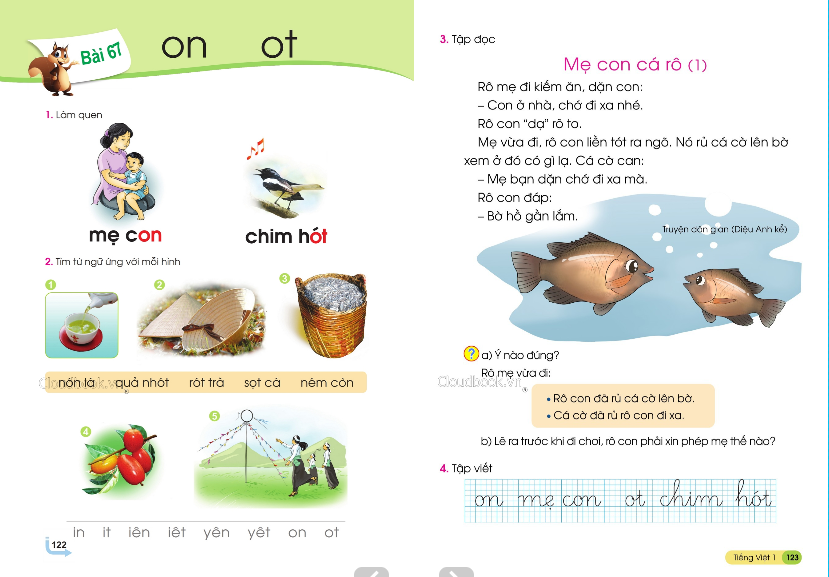 Bài 67
on ot
1. Làm quen
mẹ con
chim hót
2. Tìm từ ngữ ứng với mỗi hình
1
2
3
nón lá quả nhót rót trà sọt cá ném còn
Cloudbook.vn
4
5
in it iên iêt yên yêt on ot
122
3. Tập đọc
Mẹ con cá rô (1)
Rô mẹ đi kiếm ăn, dặn con:
– Con ở nhà, chớ đi xa nhé.
Rô con “dạ” rõ to.
Mẹ vừa đi, rô con liền tót ra ngõ. Nó rủ cá cờ lên bờ
xem ở đó có gì lạ. Cá cờ can:
– Mẹ bạn dặn chớ đi xa mà.
Rô con đáp:
– Bờ hồ gần lắm.
Truyện dân gian (Diệu Anh kể)
? a) Ý nào đúng?
Rô mẹ vừa đi:
Cloudbook.vn
• Rô con đã rủ cá cờ lên bờ.
• Cá cờ đã rủ rô con đi xa.
b) Lẽ ra trước khi đi chơi, rô con phải xin phép mẹ thế nào?
4. Tập viết
on mẹ con ot chim hót
Tiếng Việt 1 123